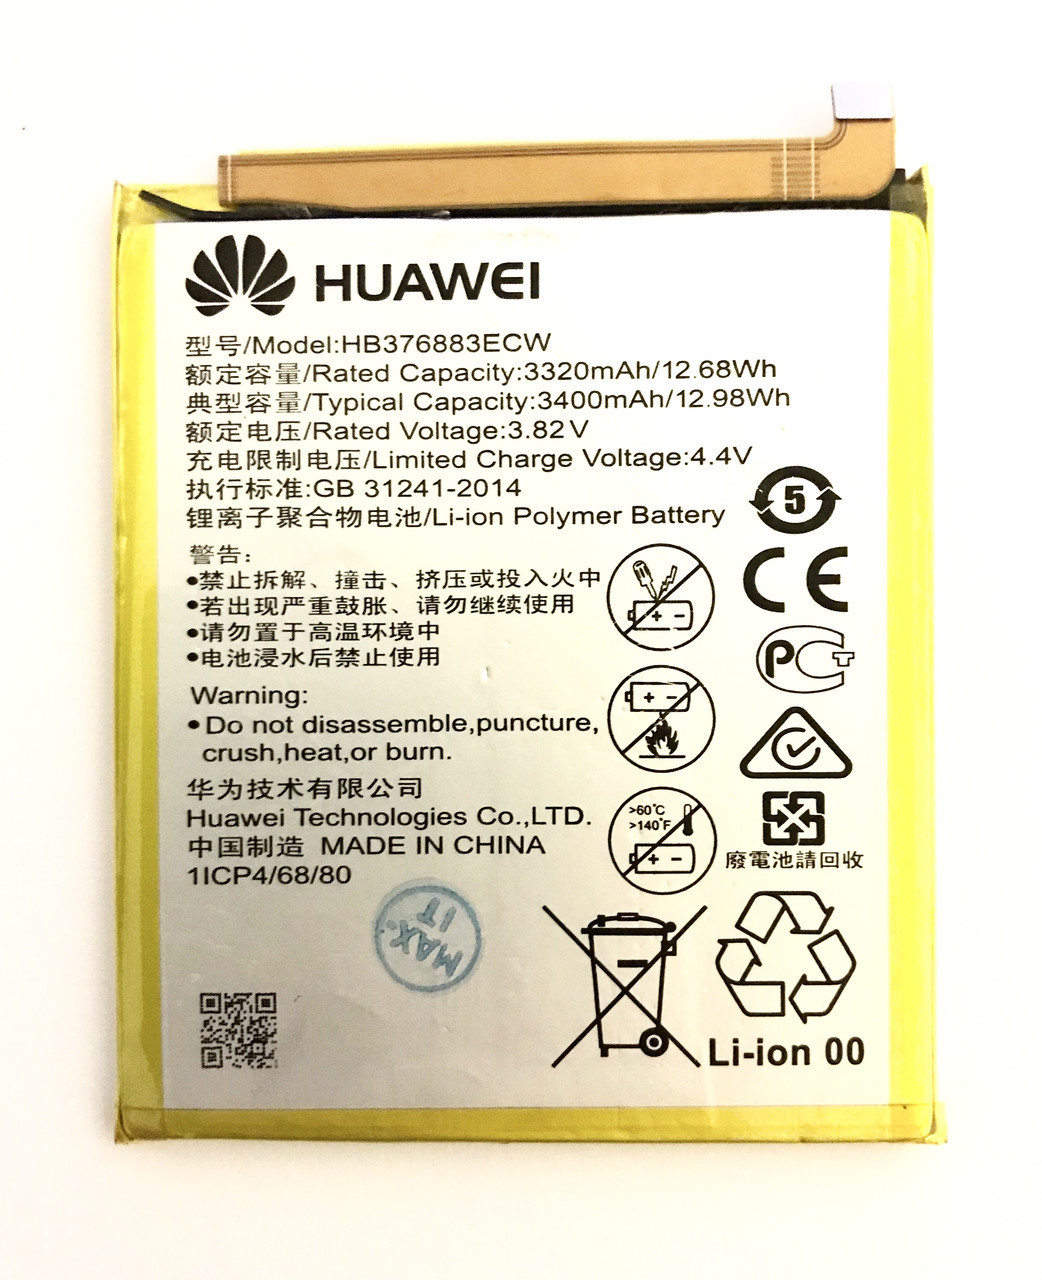 HUAWEI
型号/Model:HB376883ECW
额定容量/Rated Capacity:3320mAh/12.68Wh
典型容量/Typical Capacity:3400mAh/12.98Wh
额定电压/Rated Voltage:3.82V
充电限制电压/Limited Charge Voltage:4.4V
执行标准:GB 31241-2014
锂离子聚合物电池/Li-ion Polymer Battery
5
CE
警告:
•禁止拆解、撞击、挤压或投入火中
•若出现严重鼓胀、请勿继续使用
•请勿置于高温环境中
•电池浸水后禁止使用
PCT
Warning:
•Do not disassemble,puncture,
crush,heat,or burn.
华为技术有限公司
Huawei Technologies Co.,LTD.
中国制造 MADE IN CHINA
1ICP4/68/80
>60°C
>140°F
廢電池請回收
MAX.
IT
Li-ion 00